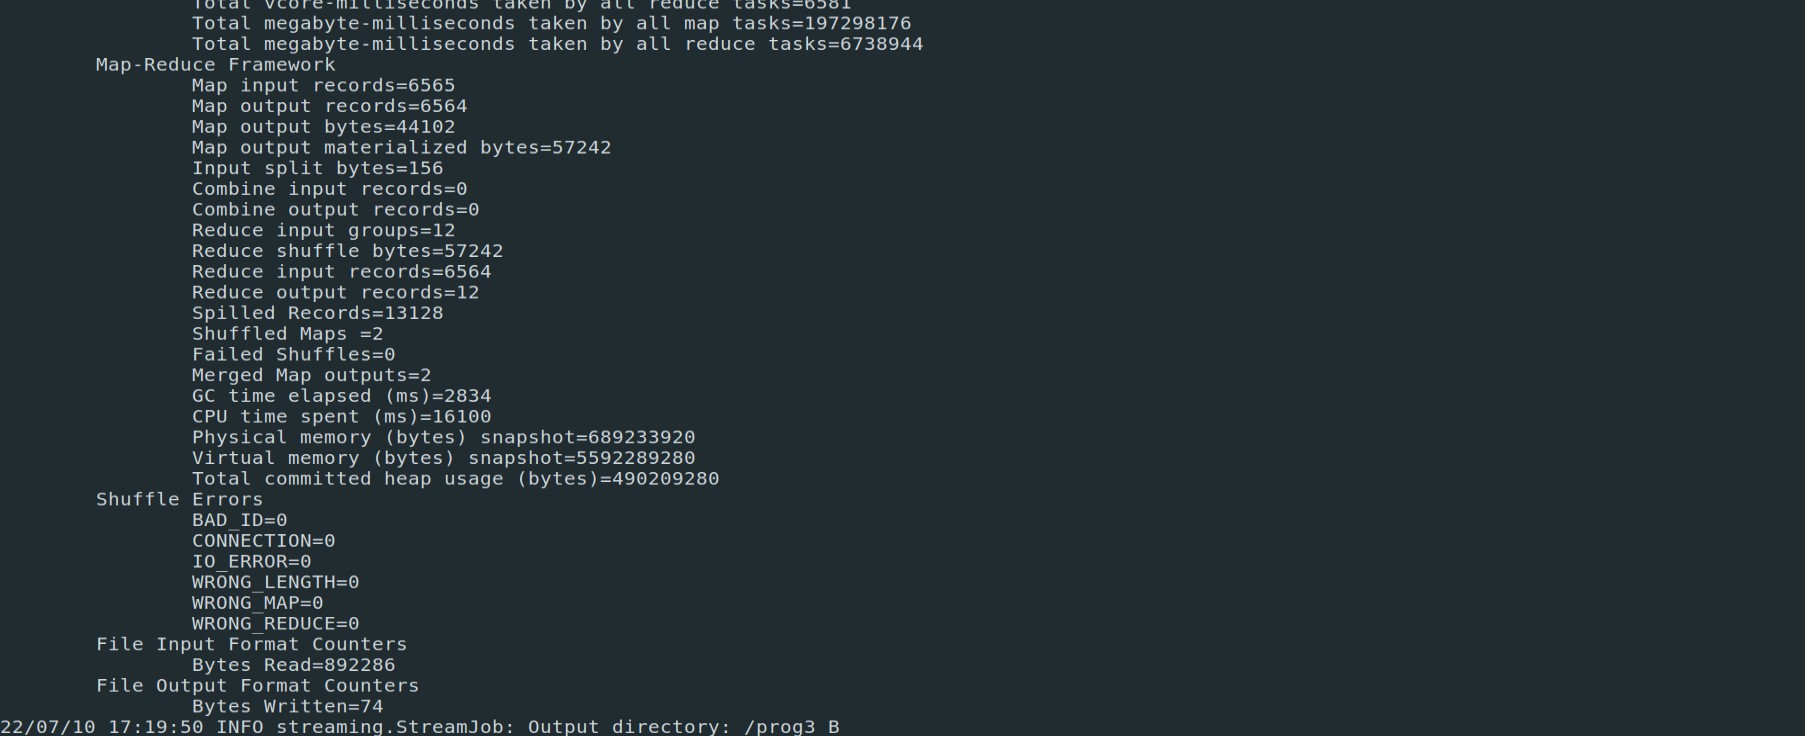 Total vcore-milliseconds taken by all reduce tasks=6581
Total megabyte-milliseconds taken by all map tasks=197298176
Total megabyte-milliseconds taken by all reduce tasks=6738944
Map-Reduce Framework
Map input records=6565
Map output records=6564
Map output bytes=44102
Map output materialized bytes=57242
Input split bytes=156
Combine input records=0
Combine output records=0
Reduce input groups=12
Reduce shuffle bytes=57242
Reduce input records=6564
Reduce output records=12
Spilled Records=13128
Shuffled Maps =2
Failed Shuffles=0
Merged Map outputs=2
GC time elapsed (ms)=2834
CPU time spent (ms)=16100
Physical memory (bytes) snapshot=689233920
Virtual memory (bytes) snapshot=5592289280
Total committed heap usage (bytes)=490209280
Shuffle Errors
BAD_ID=0
CONNECTION=0
IO_ERROR=0
WRONG_LENGTH=0
WRONG_MAP=0
WRONG_REDUCE=0
File Input Format Counters
Bytes Read=892286
File Output Format Counters
Bytes Written=74
22/07/10 17:19:50 INFO streaming.StreamJob: Output directory: /prog3 B